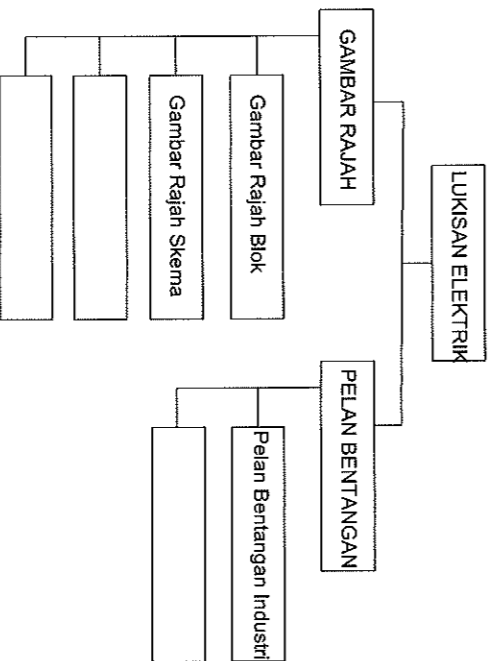 LUKISAN ELEKTRIK
GAMBAR RAJAH
PELAN BENTANGAN
Gambar Rajah Blok
Pelan Bentangan Industri
Gambar Rajah Skema